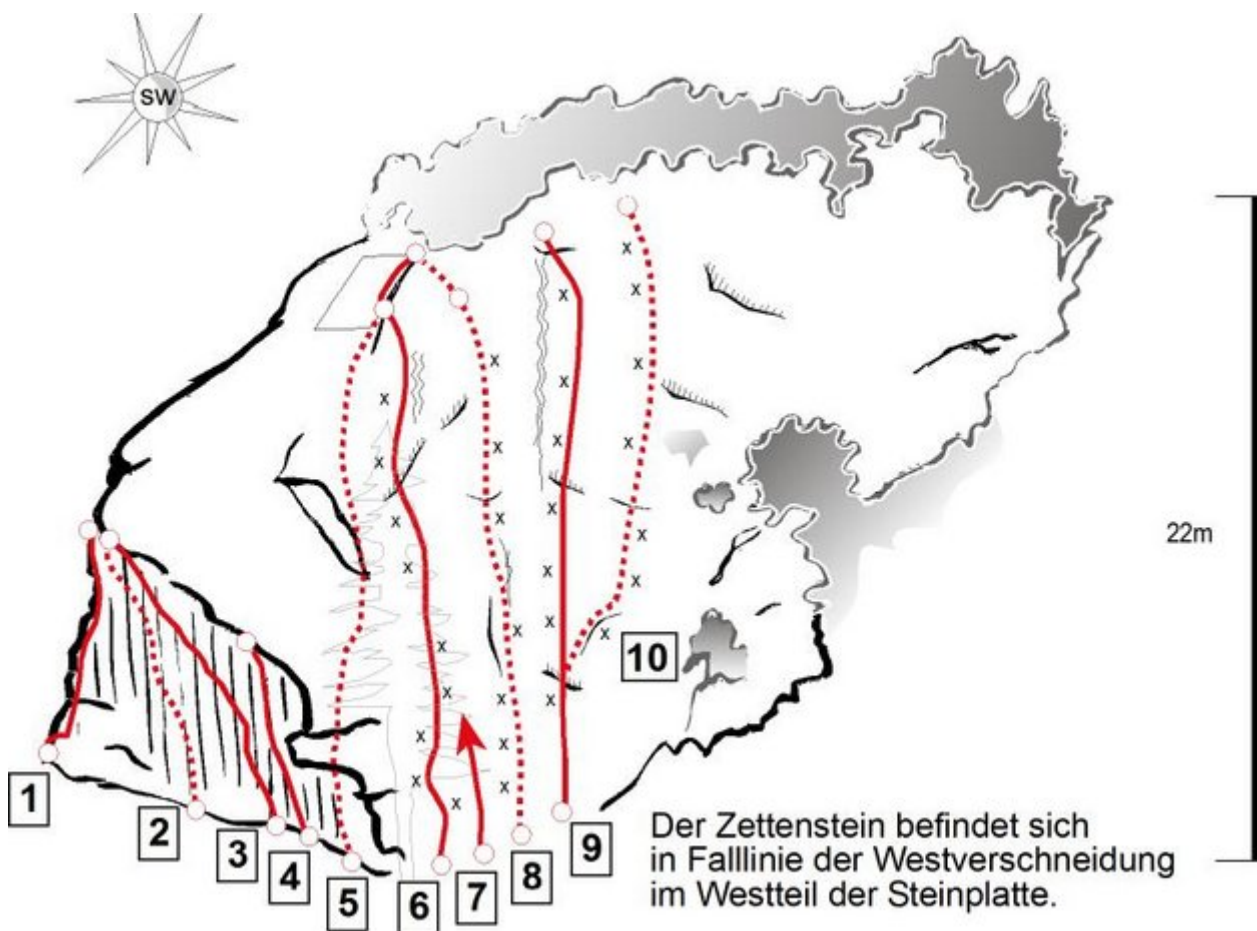 SW
22m
10
1
2
3
4
5
6
7
8
9
Der Zettenstein befindet sich
in Falllinie der Westverschneidung
im Westteil der Steinplatte.